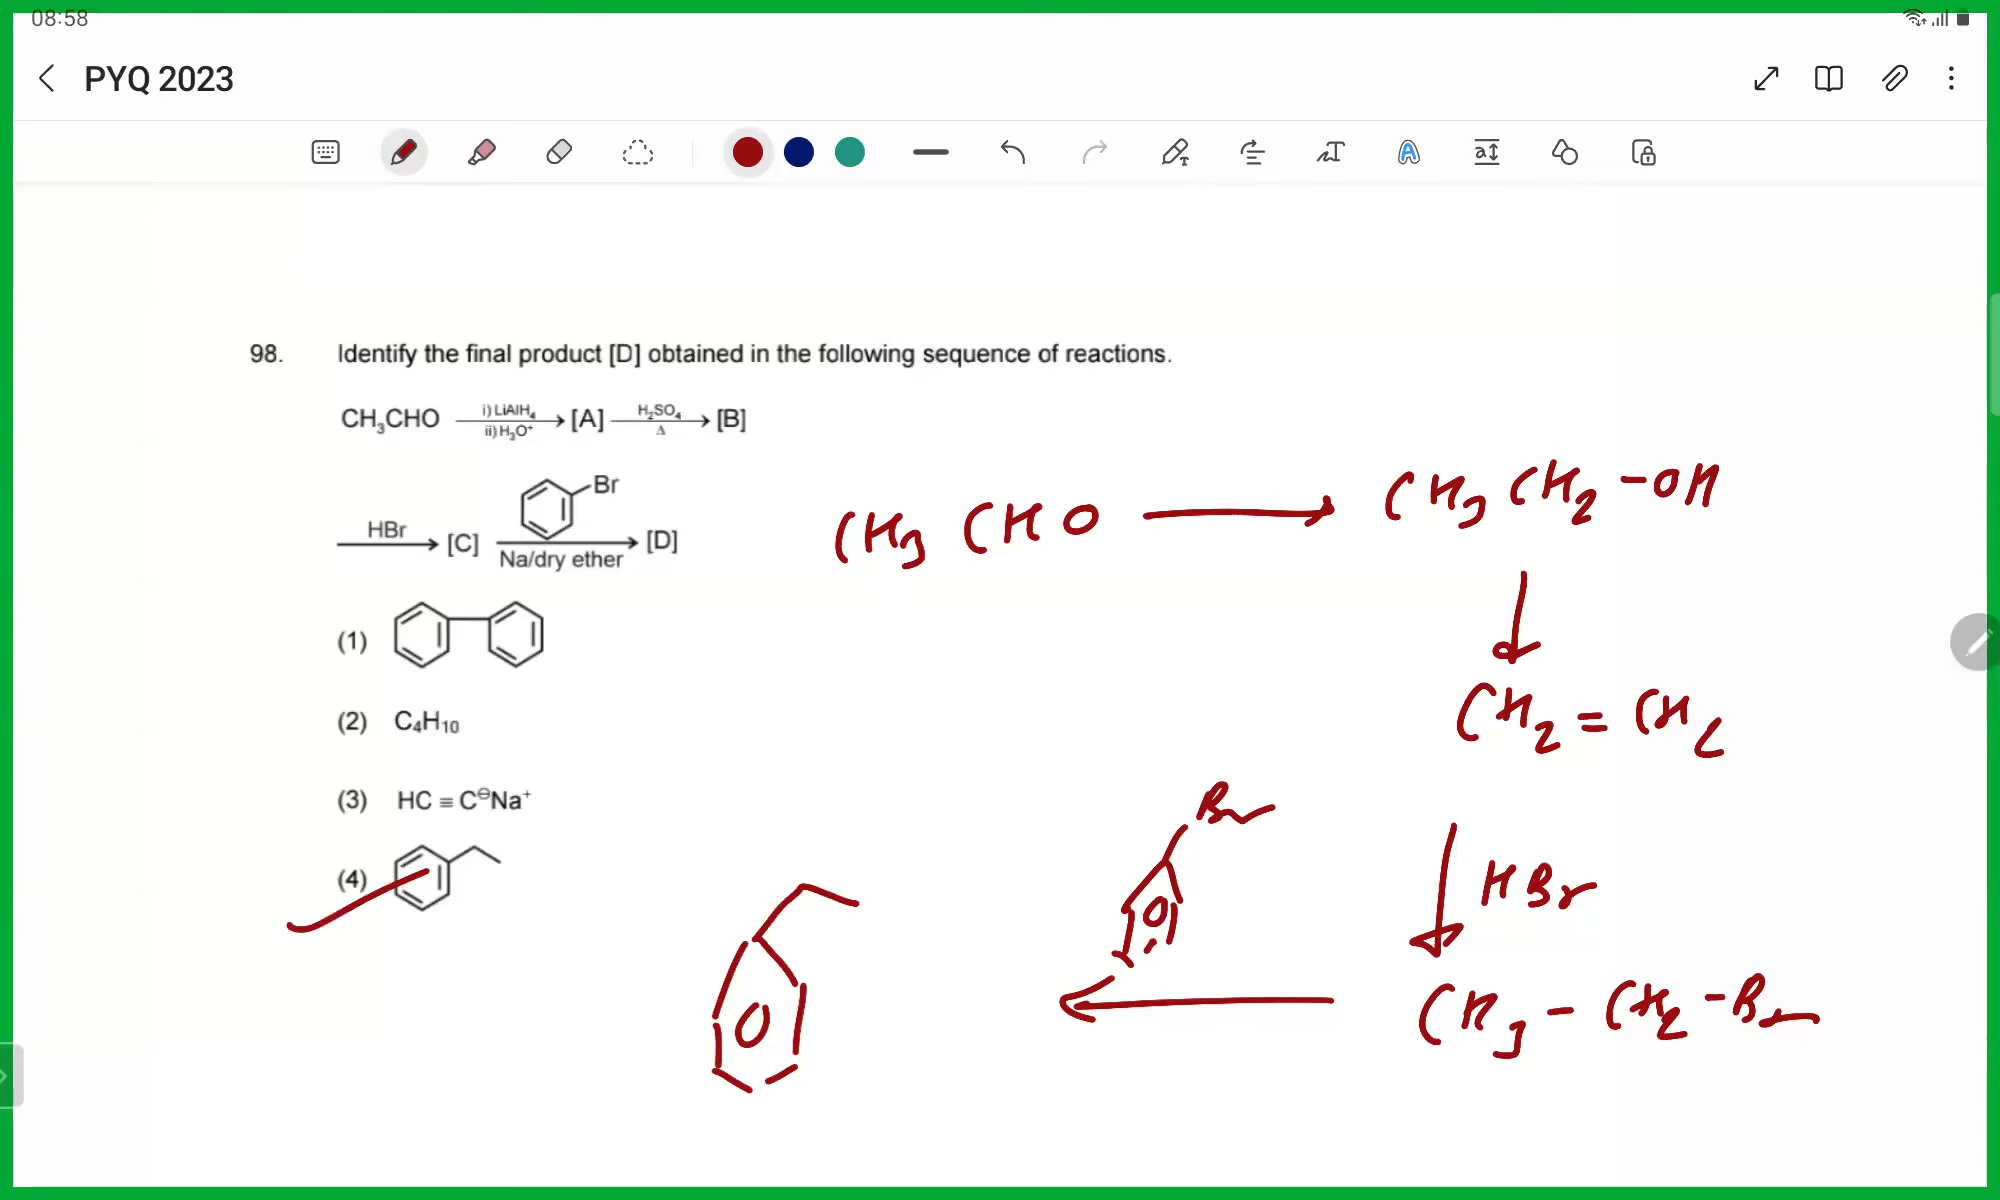 08:58
PYQ 2023
98. Identify the final product [D] obtained in the following sequence of reactions.
CH₃CHO i) LiAlH₄ ii) H₃O⁺ [A] H₂SO₄ Δ [B]
HBr [C] Br Na/dry ether [D]
(1)
(2) C₄H₁₀
(3) HC ≡ C⊖Na⁺
(4)
CH₃ CHO → CH₃ CH₂ -OH
CH₂ = CH₂
Br
HBr
CH₃ - CH₂ - Br